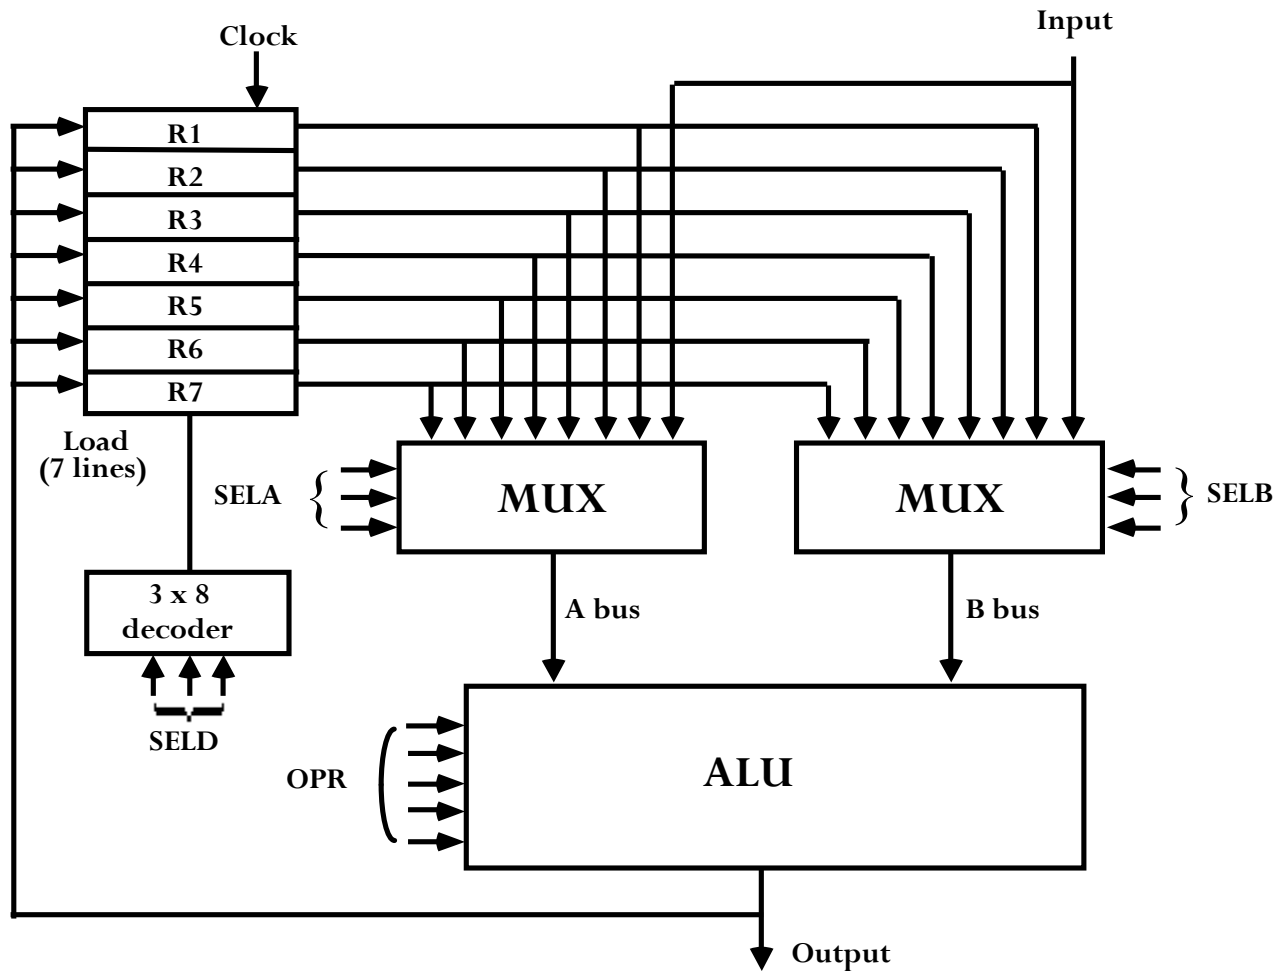 Input
Clock
R1
R2
R3
R4
R5
R6
R7
Load
(7 lines)
SELA
MUX
MUX
SELB
3 x 8
decoder
A bus
B bus
SELD
OPR
ALU
Output